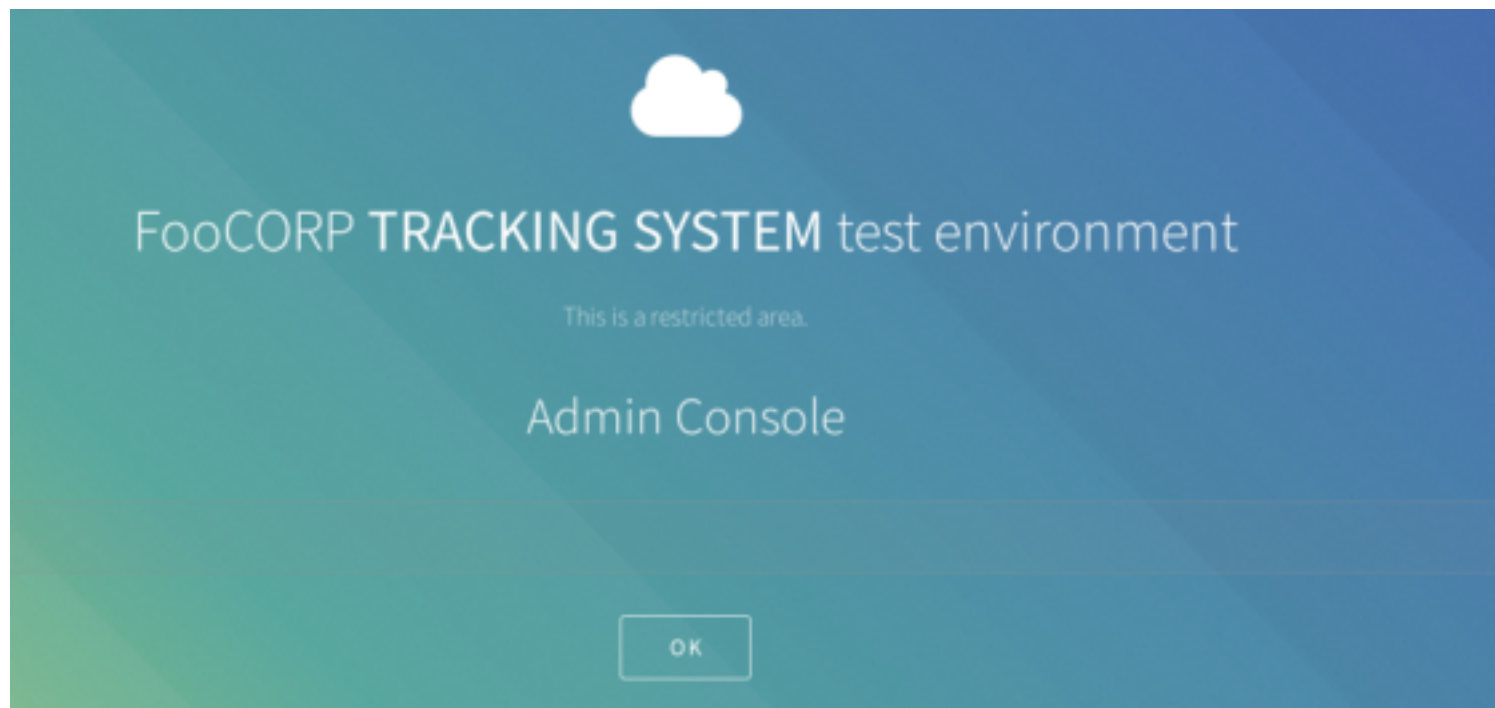 FooCORP TRACKING SYSTEM test environment
This is a restricted area.
Admin Console
OK